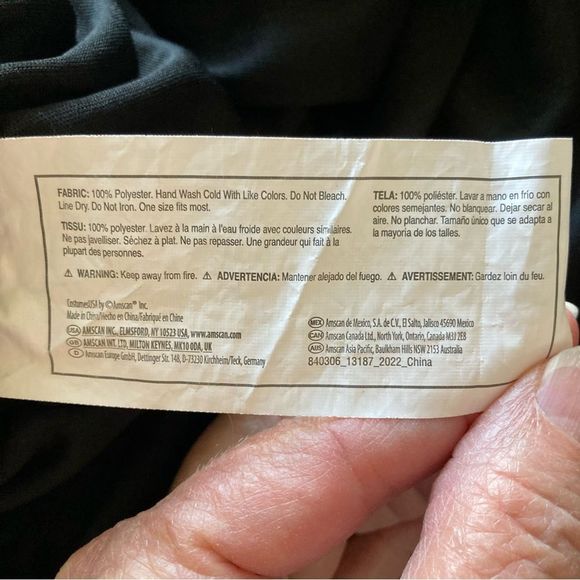 FABRIC: 100% Polyester. Hand Wash Cold With Like Colors. Do Not Bleach.
Line Dry. Do Not Iron. One size fits most.
TISSU: 100% polyester. Lavez à la main à l'eau froide avec couleurs similaires.
Ne pas javelliser. Séchez à plat. Ne pas repasser. Une grandeur qui fait à la
plupart des personnes.
TELA: 100% poliéster. Lavar a mano en frío con
colores semejantes. No blanquear. Dejar secar al
aire. No planchar. Tamaño único que se adapta a
la mayoría de los talles.
⚠ WARNING: Keep away from fire. ⚠ ADVERTENCIA: Mantener alejado del fuego. ⚠ AVERTISSEMENT: Gardez loin du feu.
CostumesUSA by ©Amscan® Inc.
Made in China/Hecho en China/Fabriqué en Chine
USA AMSCAN INC. ELMSFORD, NY 10523 USA, www.amscan.com
GB AMSCAN INT. LTD, MILTON KEYNES, MK10 0DA, UK
D Amscan Europe GmbH, Dettinger Str. 148, D-73230 Kirchheim/Teck, Germany
MEX Amscan de Mexico, S.A. de C.V., El Salto, Jalisco 45690 Mexico
CAN Amscan Canada Ltd., North York, Ontario, Canada M3J 2E8
AUS Amscan Asia Pacific, Baulkham Hills NSW 2153 Australia
840306_13187_2022_China